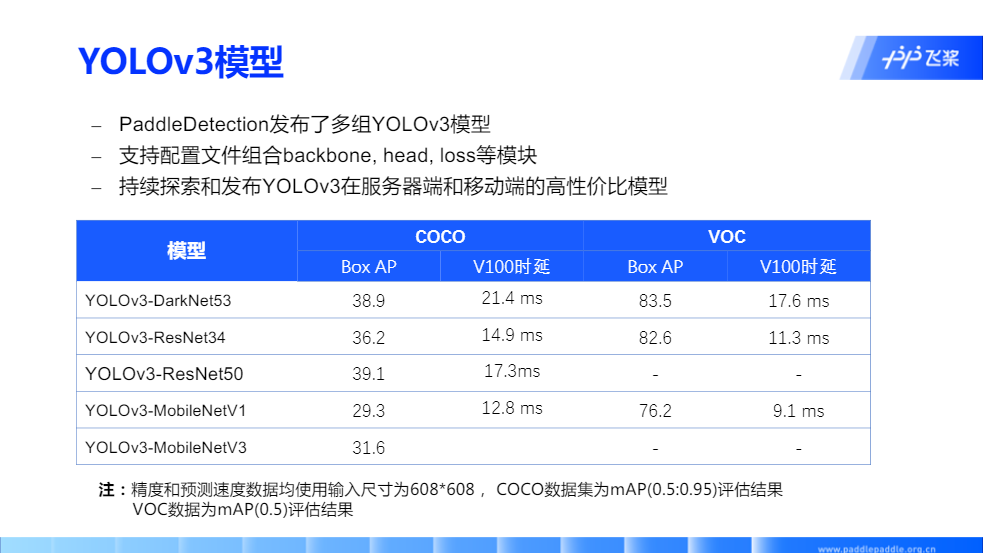 YOLOv3模型
飞桨
– PaddleDetection发布了多组YOLOv3模型
– 支持配置文件组合backbone, head, loss等模块
– 持续探索和发布YOLOv3在服务器端和移动端的高性价比模型
模型 COCO VOC
Box AP V100时延 Box AP V100时延
YOLOv3-DarkNet53 38.9 21.4 ms 83.5 17.6 ms
YOLOv3-ResNet34 36.2 14.9 ms 82.6 11.3 ms
YOLOv3-ResNet50 39.1 17.3ms - -
YOLOv3-MobileNetV1 29.3 12.8 ms 76.2 9.1 ms
YOLOv3-MobileNetV3 31.6 - -
注：精度和预测速度数据均使用输入尺寸为608*608 ，COCO数据集为mAP(0.5:0.95)评估结果
VOC数据为mAP(0.5)评估结果
www.paddlepaddle.org.cn